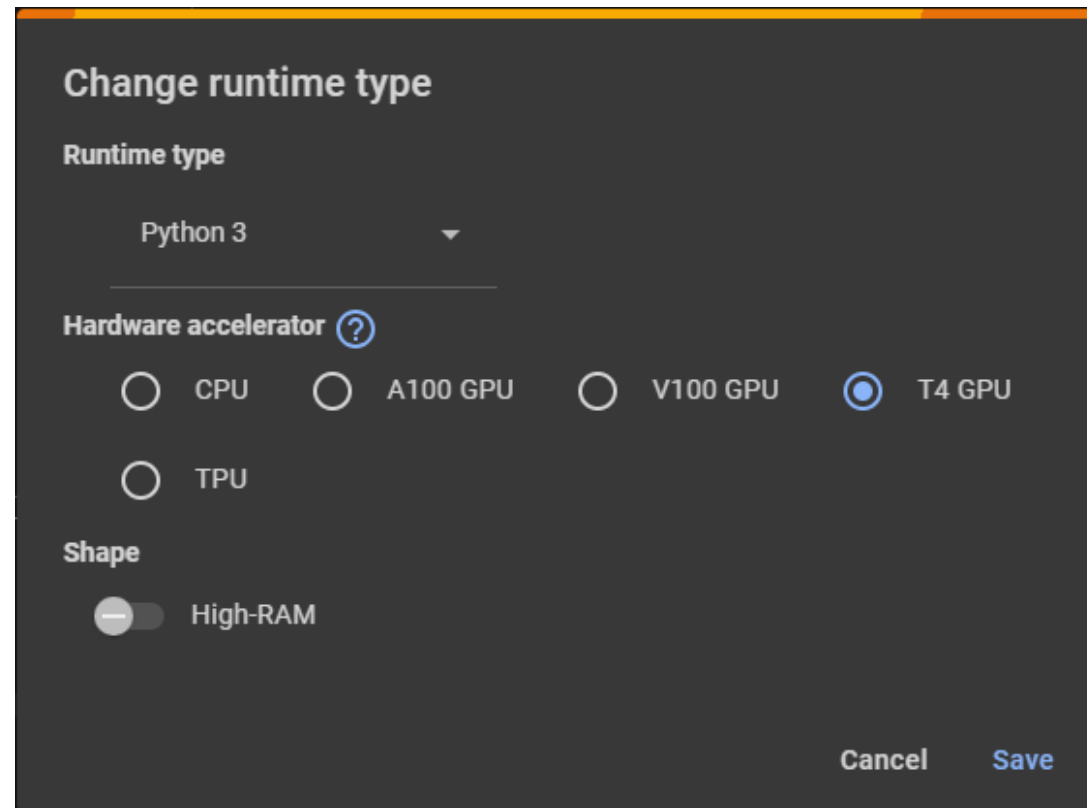 Change runtime type
Runtime type
Python 3
Hardware accelerator ?
CPU A100 GPU V100 GPU T4 GPU
TPU
Shape
High-RAM
Cancel Save